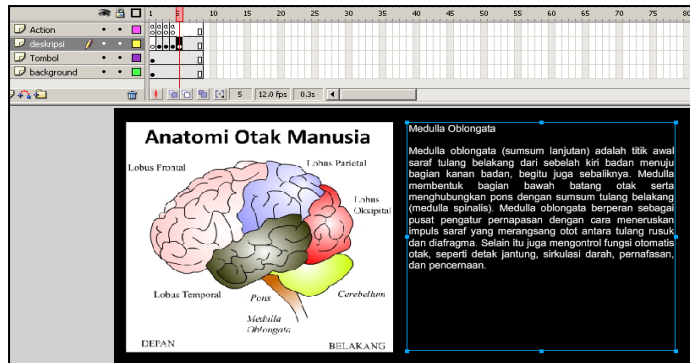 1 5 10 15 20 25 30 35 40 45 50 55 60 65 70 75 80
Action
deskripsi
Tombol
background
5 12.0 fps 0.3s
Anatomi Otak Manusia
Lobus Frontal
Lobus Parietal
Lobus
Oksipital
Lobus Temporal
Pons
Cerebellum
Medulla
Oblongata
DEPAN
BELAKANG
Medulla Oblongata
Medulla oblongata (sumsum lanjutan) adalah titik awal
saraf tulang belakang dari sebelah kiri badan menuju
bagian kanan badan, begitu juga sebaliknya. Medulla
membentuk bagian bawah batang otak serta
menghubungkan pons dengan sumsum tulang belakang
(medulla spinalis). Medulla oblongata berperan sebagai
pusat pengatur pernapasan dengan cara meneruskan
impuls saraf yang merangsang otot antara tulang rusuk
dan diafragma. Selain itu juga mengontrol fungsi otomatis
otak, seperti detak jantung, sirkulasi darah, pernafasan,
dan pencernaan.